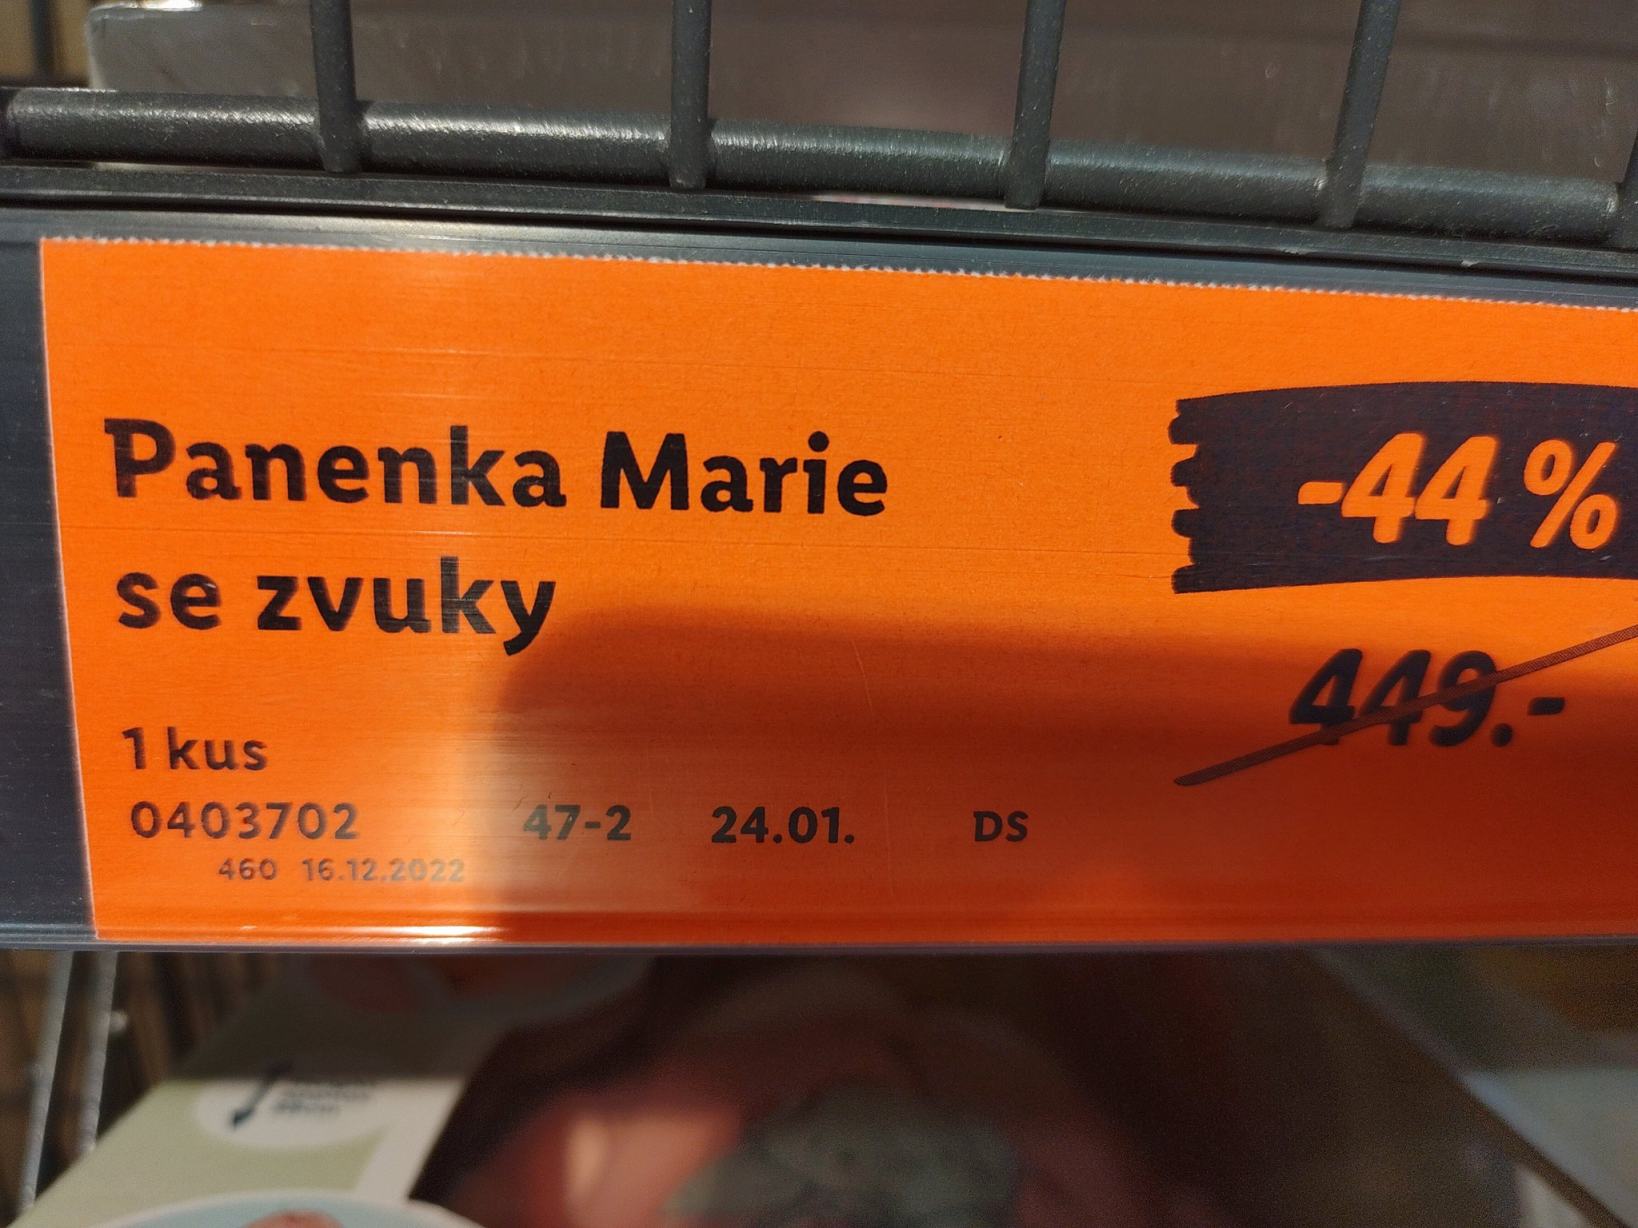 Panenka Marie
se zvuky
-44 %
449.-
1 kus
0403702 47-2 24.01. DS
460 16.12.2022